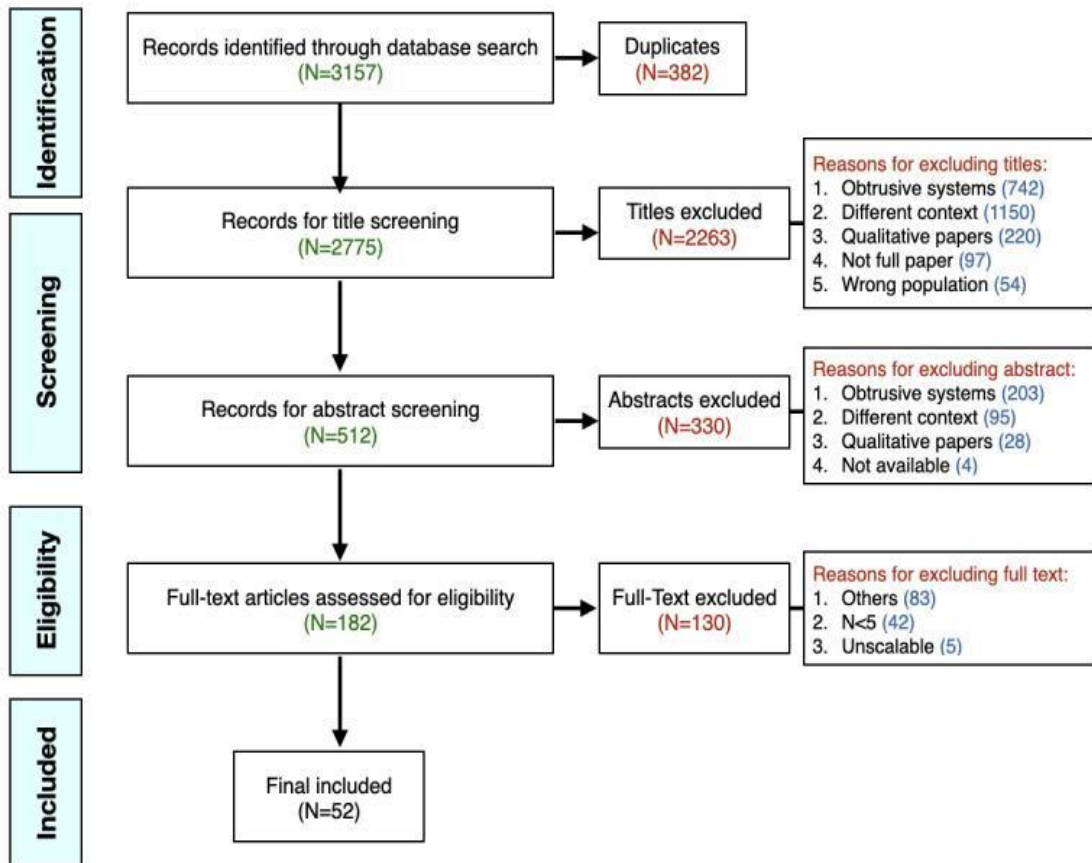 Identification
Records identified through database search
(N=3157)
Duplicates
(N=382)
Screening
Records for title screening
(N=2775)
Titles excluded
(N=2263)
Reasons for excluding titles:
1. Obtrusive systems (742)
2. Different context (1150)
3. Qualitative papers (220)
4. Not full paper (97)
5. Wrong population (54)
Records for abstract screening
(N=512)
Abstracts excluded
(N=330)
Reasons for excluding abstract:
1. Obtrusive systems (203)
2. Different context (95)
3. Qualitative papers (28)
4. Not available (4)
Eligibility
Full-text articles assessed for eligibility
(N=182)
Full-Text excluded
(N=130)
Reasons for excluding full text:
1. Others (83)
2. N<5 (42)
3. Unscalable (5)
Included
Final included
(N=52)